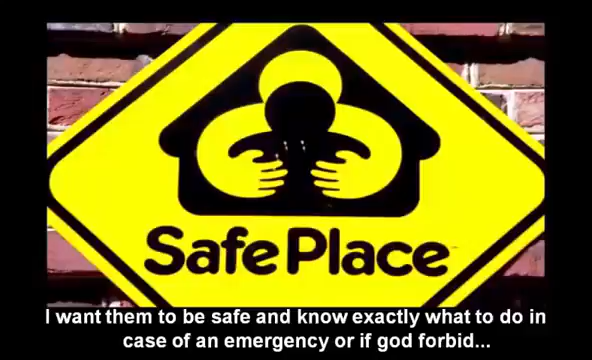 Safe Place
I want them to be safe and know exactly what to do in
case of an emergency or if god forbid...